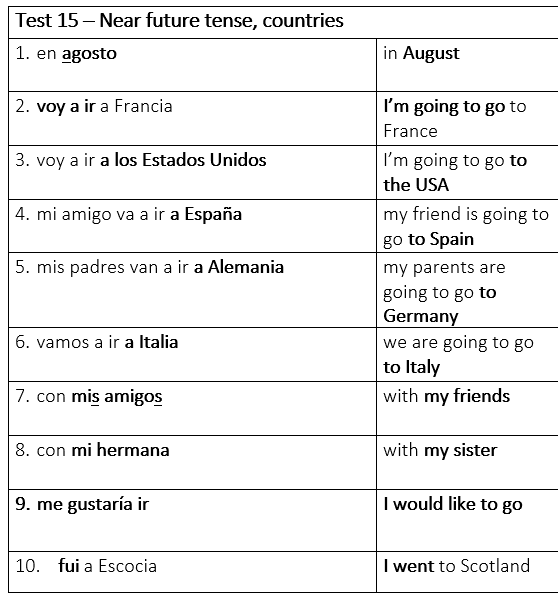 Test 15 – Near future tense, countries
1. en agosto
in August
2. voy a ir a Francia
I'm going to go to
France
3. voy a ir a los Estados Unidos
I'm going to go to
the USA
4. mi amigo va a ir a España
my friend is going to
go to Spain
5. mis padres van a ir a Alemania
my parents are
going to go to
Germany
6. vamos a ir a Italia
we are going to go
to Italy
7. con mis amigos
with my friends
8. con mi hermana
with my sister
9. me gustaría ir
I would like to go
10. fui a Escocia
I went to Scotland